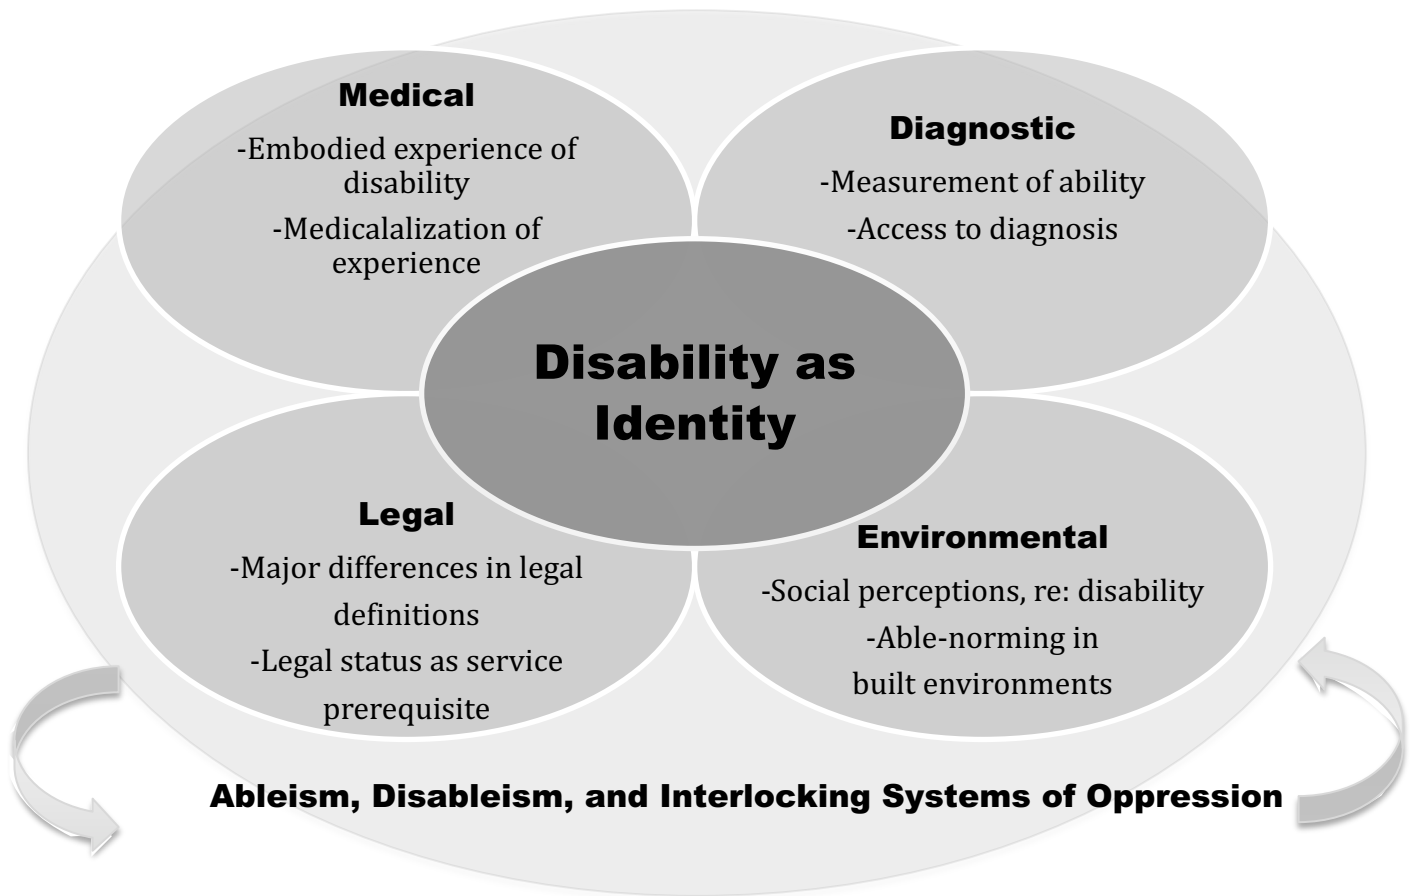 Medical
-Embodied experience of
disability
-Medicalalization of
experience
Diagnostic
-Measurement of ability
-Access to diagnosis
Disability as
Identity
Legal
-Major differences in legal
definitions
-Legal status as service
prerequisite
Environmental
-Social perceptions, re: disability
-Able-norming in
built environments
Ableism, Disableism, and Interlocking Systems of Oppression